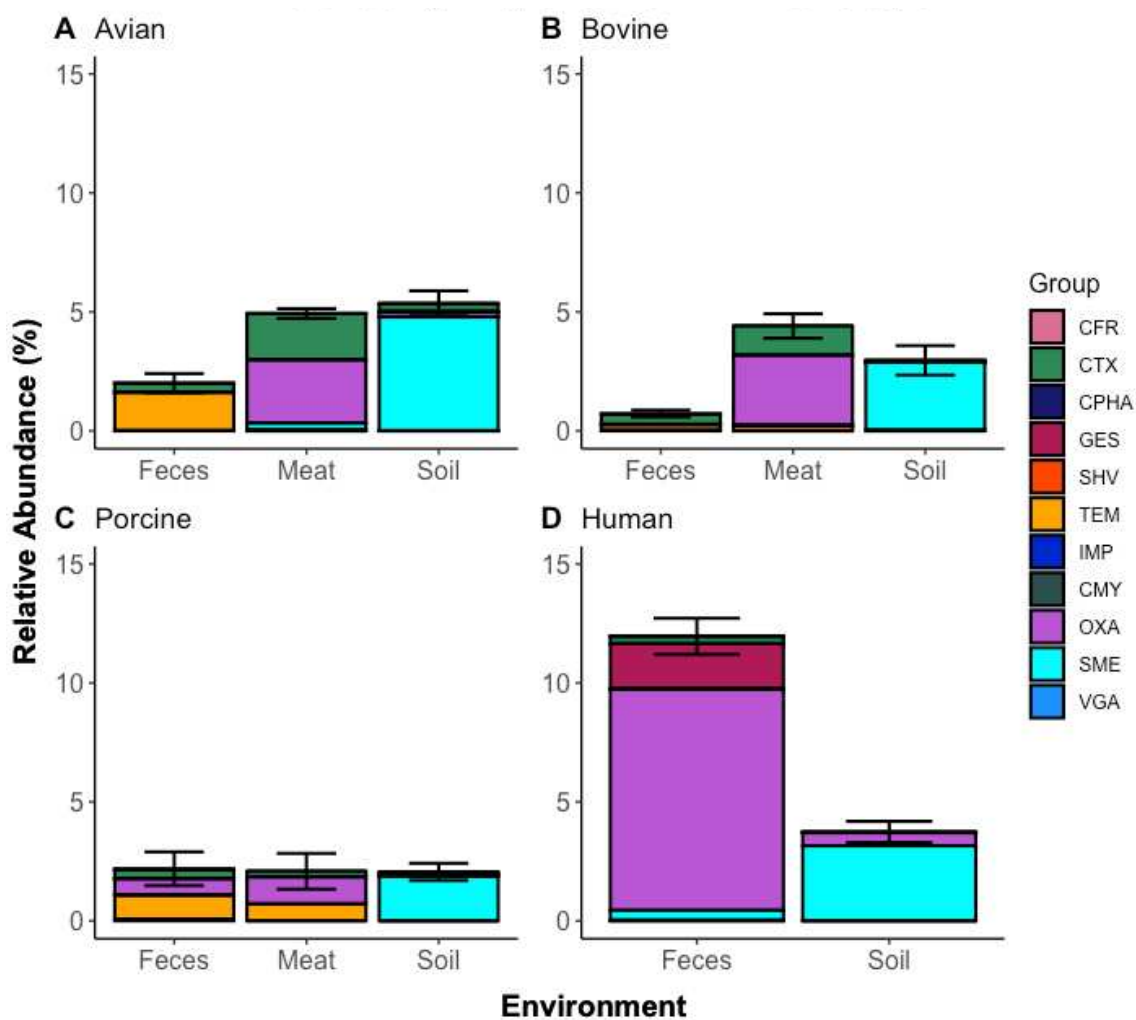 A Avian
B Bovine
15
10
5
0
Feces Meat Soil
15
10
5
0
Feces Meat Soil
C Porcine
D Human
15
10
5
0
Feces Meat Soil
15
10
5
0
Feces Soil
Relative Abundance (%)
Environment
Group
CFR
CTX
CPHA
GES
SHV
TEM
IMP
CMY
OXA
SME
VGA